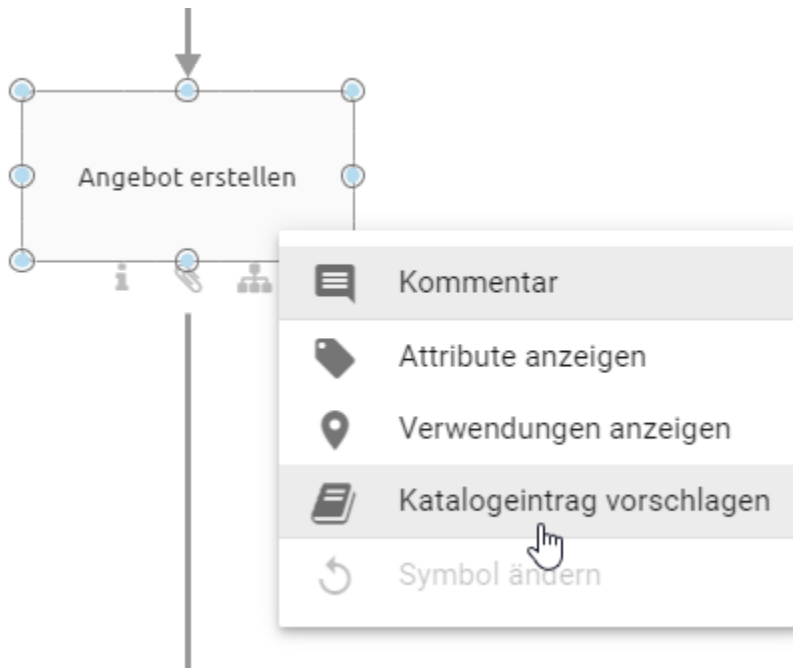 Angebot erstellen
Kommentar
Attribute anzeigen
Verwendungen anzeigen
Katalogeintrag vorschlagen
Symbol ändern